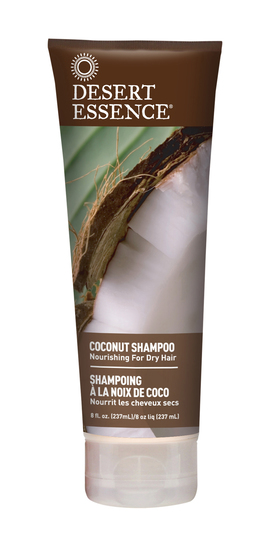 DESERT
ESSENCE®
COCONUT SHAMPOO
Nourishing For Dry Hair
SHAMPOING
À LA NOIX DE COCO
Nourrit les cheveux secs
8 fl. oz. (237mL)/8 oz liq (237 mL)